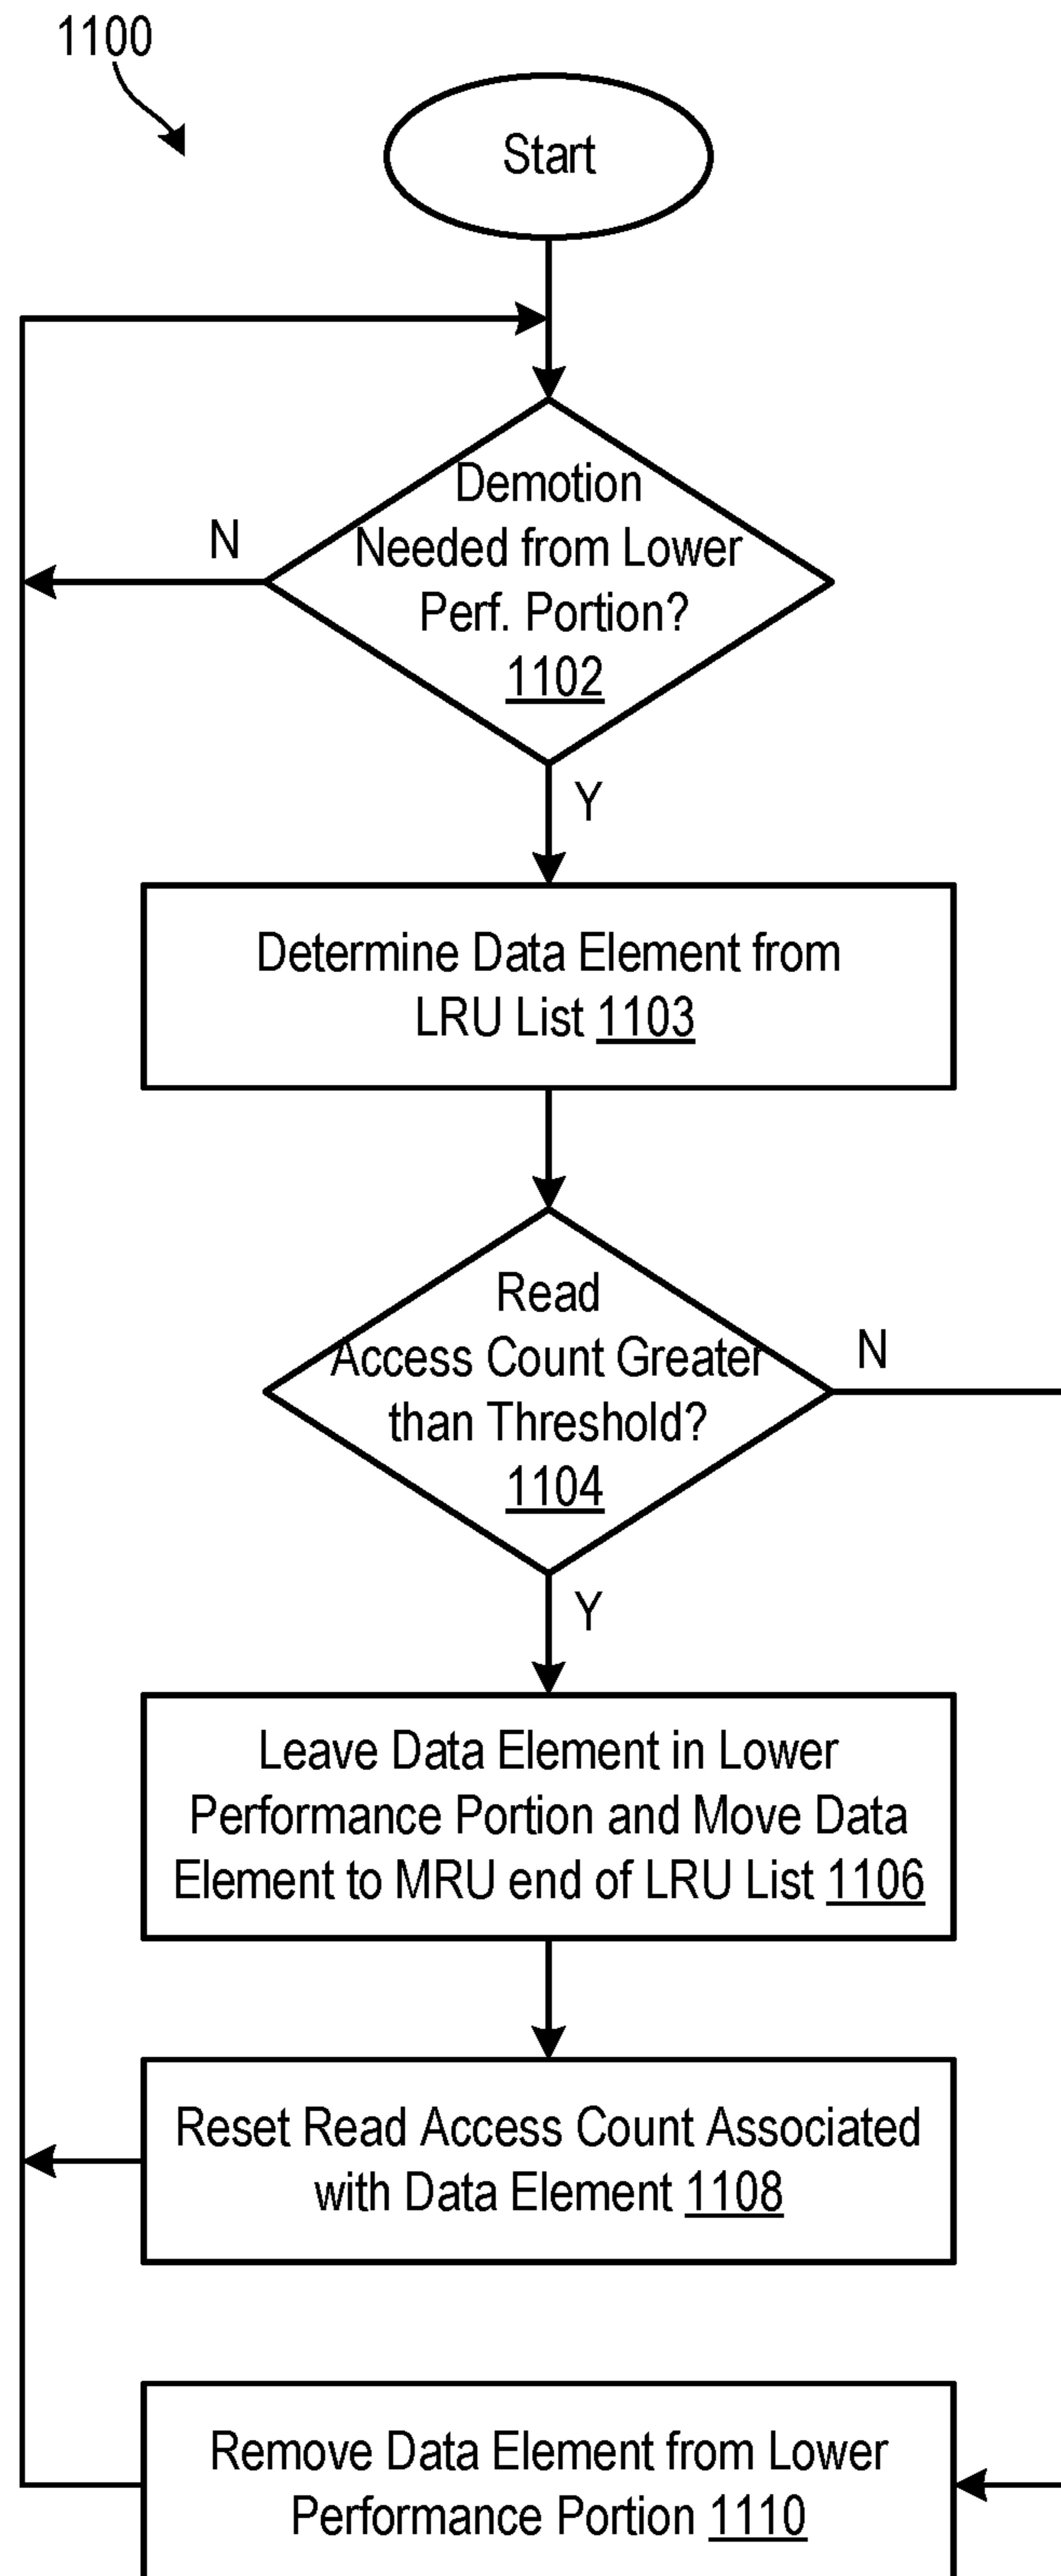 1100
Start
Demotion
Needed from Lower
Perf. Portion?
1102
N
Y
Determine Data Element from
LRU List 1103
Read
Access Count Greater
than Threshold?
1104
N
Y
Leave Data Element in Lower
Performance Portion and Move Data
Element to MRU end of LRU List 1106
Reset Read Access Count Associated
with Data Element 1108
Remove Data Element from Lower
Performance Portion 1110